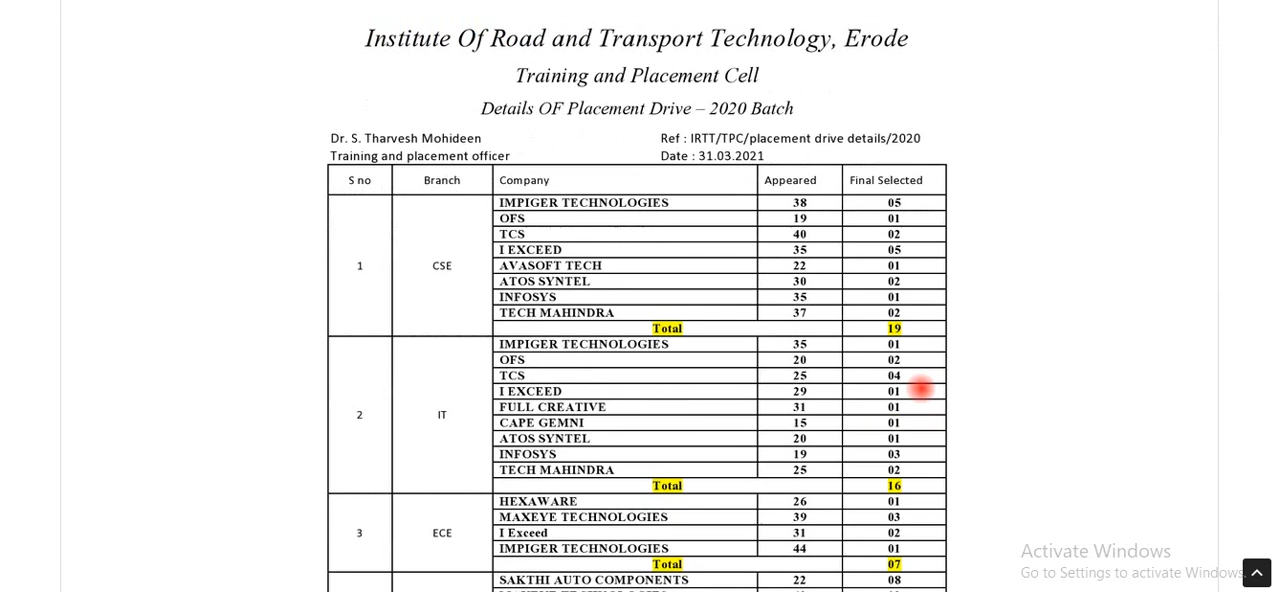 Institute Of Road and Transport Technology, Erode
Training and Placement Cell
Details OF Placement Drive – 2020 Batch
Dr. S. Tharvesh Mohideen Ref : IRTT/TPC/placement drive details/2020
Training and placement officer Date : 31.03.2021
S no Branch Company Appeared Final Selected
IMPIGER TECHNOLOGIES 38 05
OFS 19 01
TCS 40 02
I EXCEED 35 05
1 CSE AVASOFT TECH 22 01
ATOS SYNTEL 30 02
INFOSYS 35 01
TECH MAHINDRA 37 02
Total 19
IMPIGER TECHNOLOGIES 35 01
OFS 20 02
TCS 25 04
I EXCEED 29 01
2 IT FULL CREATIVE 31 01
CAPE GEMNI 15 01
ATOS SYNTEL 20 01
INFOSYS 19 03
TECH MAHINDRA 25 02
Total 16
HEXAWARE 26 01
MAXEYE TECHNOLOGIES 39 03
3 ECE I Exceed 31 02
IMPIGER TECHNOLOGIES 44 01
Total 07
SAKTHI AUTO COMPONENTS 22 08
Activate Windows
Go to Settings to activate Windows.